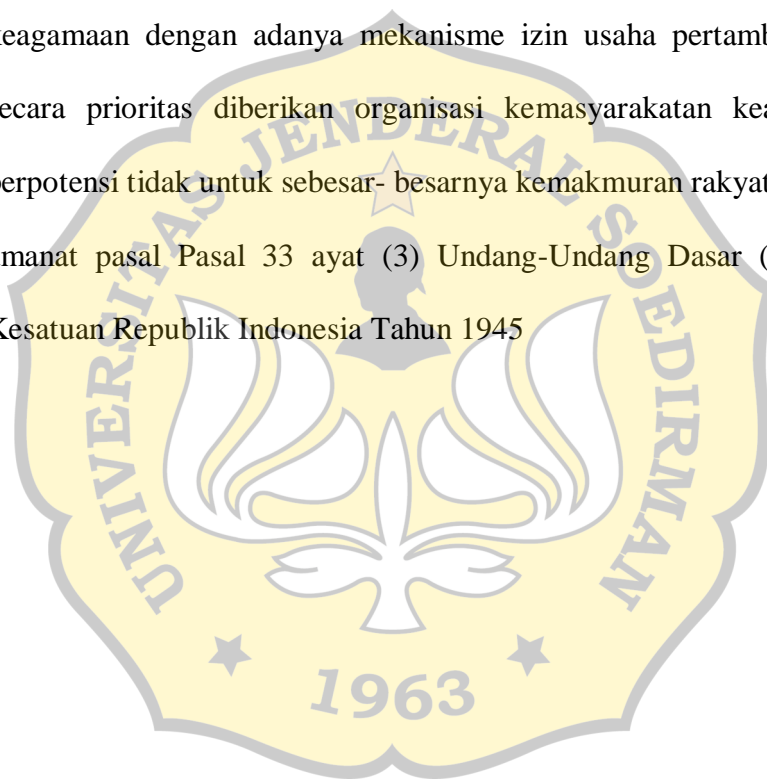 keagamaan dengan adanya mekanisme izin usaha pertamb
secara prioritas diberikan organisasi kemasyarakatan kea
berpotensi tidak untuk sebesar- besarnya kemakmuran rakyat
amanat pasal Pasal 33 ayat (3) Undang-Undang Dasar (
Kesatuan Republik Indonesia Tahun 1945
UNIVERSITAS JENDERAL SOEDIRMAN
1963